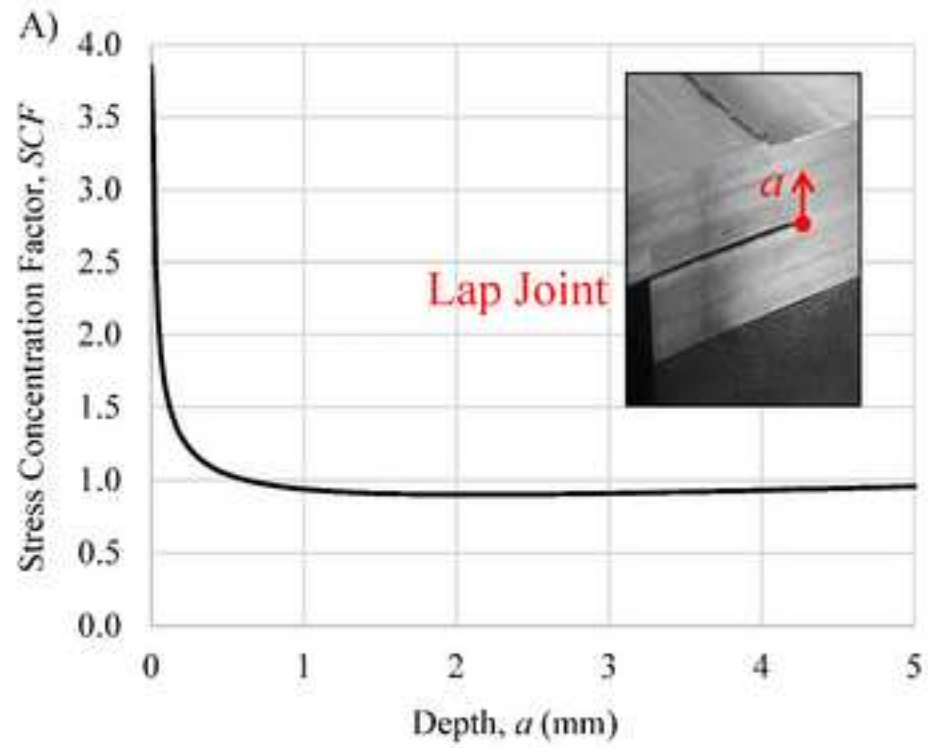 A)
4.0
3.5
3.0
2.5
2.0
1.5
1.0
0.5
0.0
Stress Concentration Factor, SCF
a
Lap Joint
0 1 2 3 4 5
Depth, a (mm)